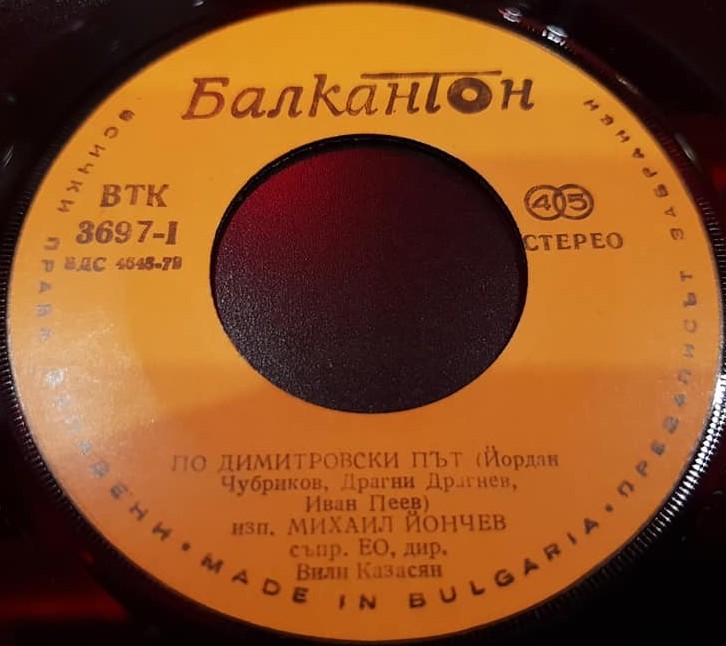 Балкантон
ВТК
3697-I
БДС 4648-79
45
СТЕРЕО
ПО ДИМИТРОВСКИ ПЪТ (Йордан
Чубриков, Драгни Драгнев,
Иван Пеев)
изп. МИХАИЛ ЙОНЧЕВ
съпр. ЕО, дир.
Вили Казасян
ВСИЧКИ ПРАВА ЗАПАЗЕНИ • MADE IN BULGARIA • ПРЕЗАПИСЪТ ЗАБРАНЕН